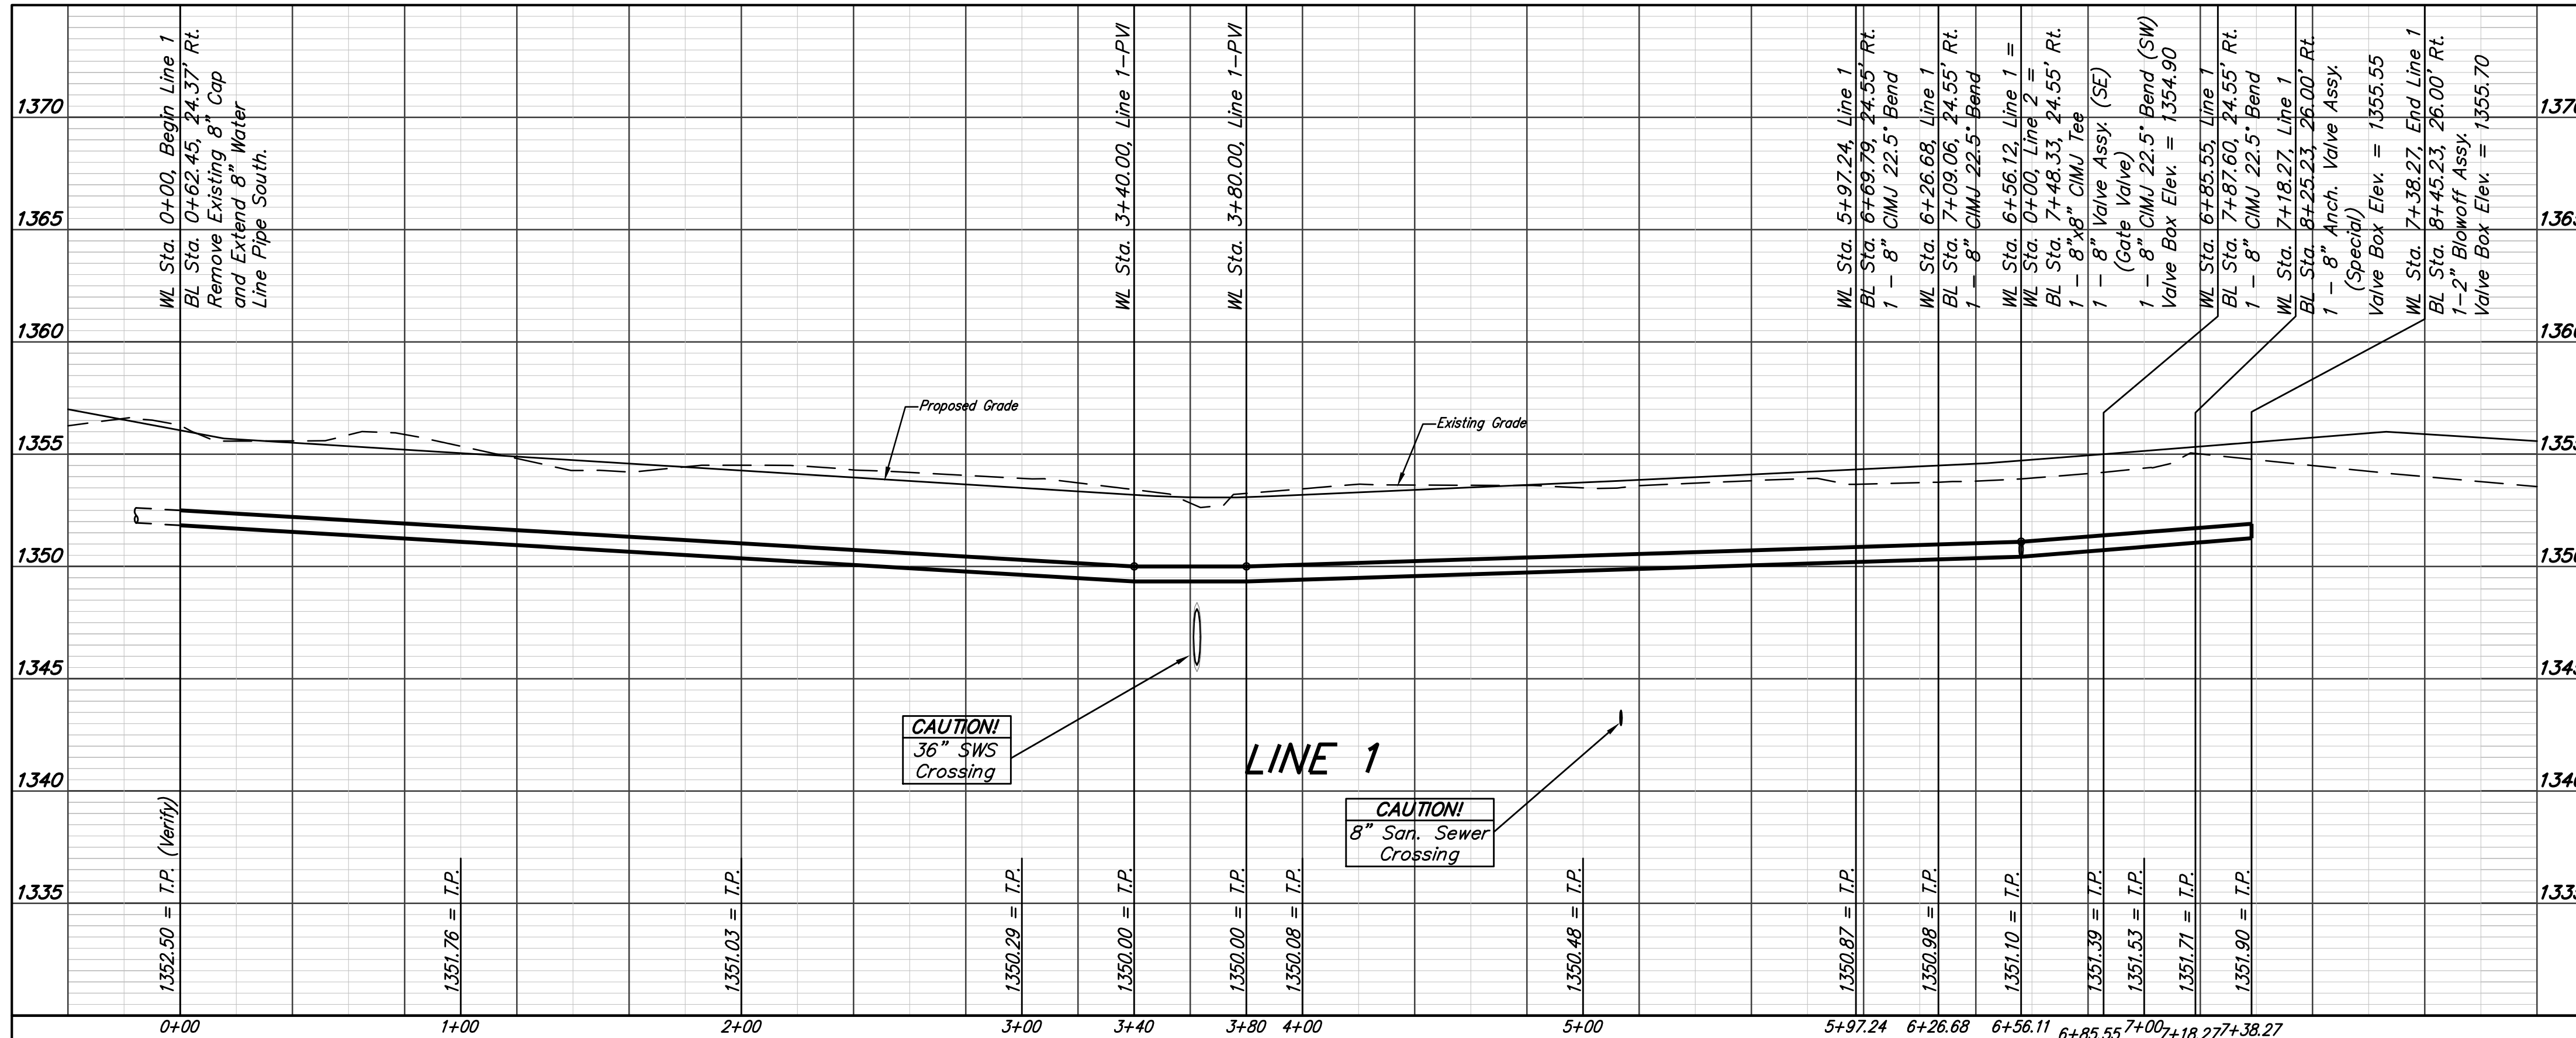 WL Sta. 0+00, Begin Line 1
BL Sta. 0+62.45, 24.37' Rt.
Remove Existing 8" Cap
and Extend 8" Water
Line Pipe South.
WL Sta. 3+40.00, Line 1-PVI
WL Sta. 3+80.00, Line 1-PVI
WL Sta. 5+97.24, Line 1
BL Sta. 6+69.79, 24.55' Rt.
1 - 8" CIMJ 22.5° Bend
WL Sta. 6+26.68, Line 1
BL Sta. 7+09.06, 24.55' Rt.
1 - 8" CIMJ 22.5° Bend
WL Sta. 6+56.12, Line 1 =
WL Sta. 0+00, Line 2 =
BL Sta. 7+48.33, 24.55' Rt.
1 - 8"x8" CIMJ Tee
1 - 8" Valve Assy. (SE)
(Gate Valve)
1 - 8" CIMJ 22.5° Bend (SW)
Valve Box Elev. = 1354.90
WL Sta. 6+85.55, Line 1
BL Sta. 7+87.60, 24.55' Rt.
1 - 8" CIMJ 22.5° Bend
WL Sta. 7+18.27, Line 1
BL Sta. 8+25.23, 26.00' Rt.
1 - 8" Anch. Valve Assy.
(Special)
Valve Box Elev. = 1355.55
WL Sta. 7+38.27, End Line 1
BL Sta. 8+45.23, 26.00' Rt.
1-2" Blowoff Assy.
Valve Box Elev. = 1355.70
1370
1365
1360
1355
1350
1345
1340
1335
Proposed Grade
Existing Grade
CAUTION!
36" SWS
Crossing
LINE 1
CAUTION!
8" San. Sewer
Crossing
1352.50 = T.P. (Verify)
1351.76 = T.P.
1351.03 = T.P.
1350.29 = T.P.
1350.00 = T.P.
1350.00 = T.P.
1350.08 = T.P.
1350.48 = T.P.
1350.87 = T.P.
1350.98 = T.P.
1351.10 = T.P.
1351.39 = T.P.
1351.53 = T.P.
1351.71 = T.P.
1351.90 = T.P.
0+00
1+00
2+00
3+00
3+40
3+80
4+00
5+00
5+97.24
6+26.68
6+56.11
6+85.55
7+00
7+18.27
7+38.27